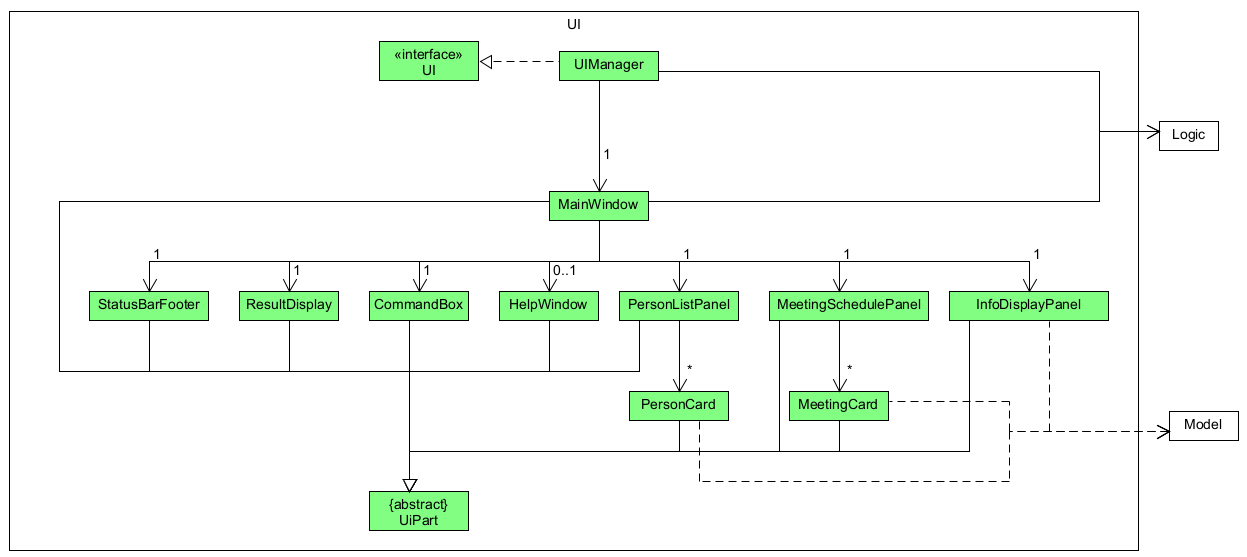 UI
«interface»
UI
UIManager
Logic
1
MainWindow
1
1
1
0..1
1
1
1
StatusBarFooter
ResultDisplay
CommandBox
HelpWindow
PersonListPanel
MeetingSchedulePanel
InfoDisplayPanel
*
*
PersonCard
MeetingCard
Model
{abstract}
UiPart